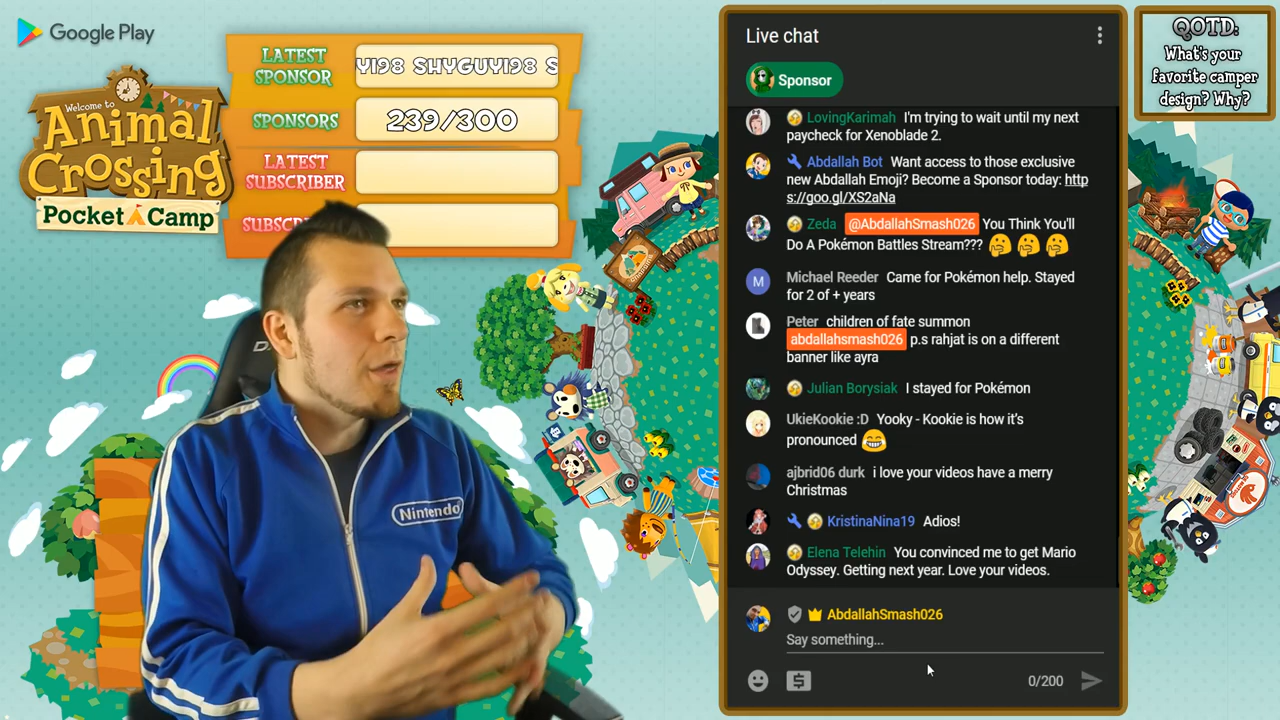 Google Play
Welcome to
Animal
Crossing
Pocket Camp
LATEST
SPONSOR
YI98 SHYGUYI98 S
SPONSORS
239/300
LATEST
SUBSCRIBER
Nintendo
Live chat
Sponsor
LovingKarimah I'm trying to wait until my next
paycheck for Xenoblade 2.
Abdallah Bot Want access to those exclusive
new Abdallah Emoji? Become a Sponsor today: http
s://goo.gl/XS2aNa
Zeda @AbdallahSmash026 You Think You'll
Do A Pokémon Battles Stream??? 🤔 🤔 🤔
M
Michael Reeder Came for Pokémon help. Stayed
for 2 of + years
Peter children of fate summon
abdallahsmash026 p.s rahjat is on a different
banner like ayra
Julian Borysiak I stayed for Pokémon
UkieKookie :D Yooky - Kookie is how it's
pronounced 😂
ajbrid06 durk i love your videos have a merry
Christmas
KristinaNina19 Adios!
Elena Telehin You convinced me to get Mario
Odyssey. Getting next year. Love your videos.
AbdallahSmash026
Say something...
0/200
QOTD:
What's your
favorite camper
design? Why?